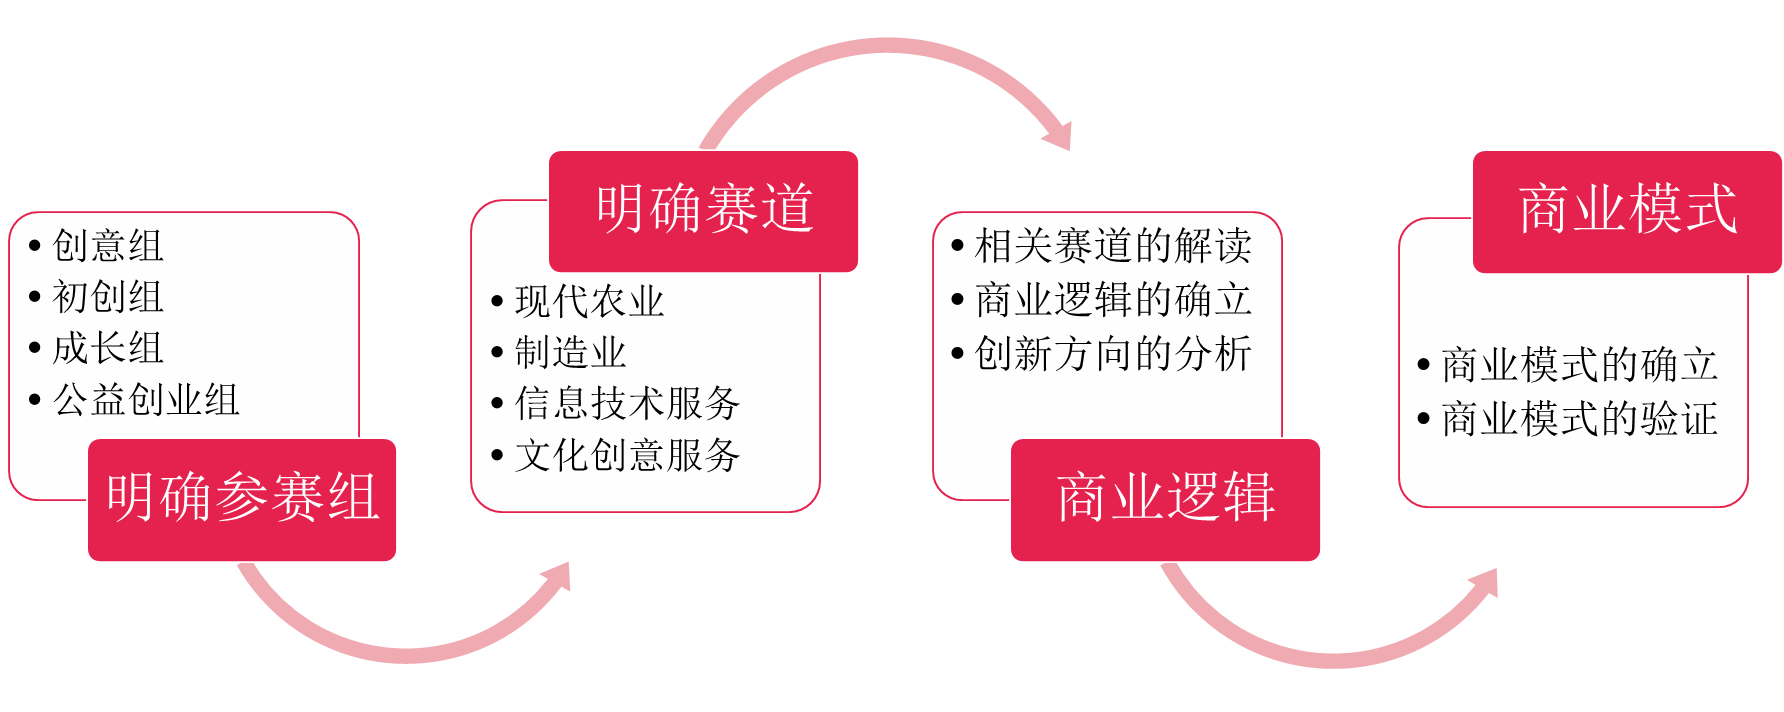 • 创意组
• 初创组
• 成长组
• 公益创业组
明确参赛组
明确赛道
• 现代农业
• 制造业
• 信息技术服务
• 文化创意服务
• 相关赛道的解读
• 商业逻辑的确立
• 创新方向的分析
商业逻辑
商业模式
• 商业模式的确立
• 商业模式的验证